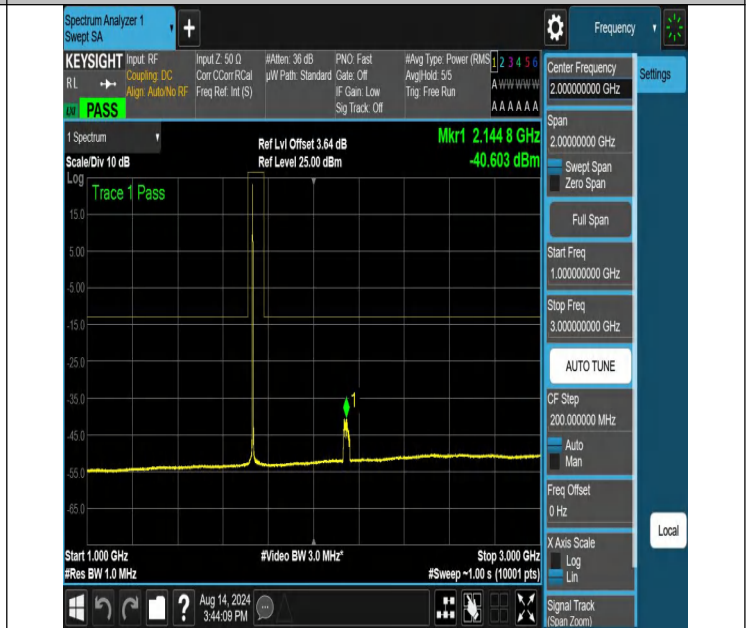 Spectrum Analyzer 1
Swept SA
+
Frequency
KEYSIGHT
RL
PASS
Input: RF
Coupling: DC
Align: Auto/No RF
Input Z: 50 Ω
Corr CCorr RCal
Freq Ref: Int (S)
#Atten: 36 dB
µW Path: Standard
PNO: Fast
Gate: Off
IF Gain: Low
Sig Track: Off
#Avg Type: Power (RMS
Avg|Hold: 5/5
Trig: Free Run
1 2 3 4 5 6
A W W W W W
A A A A A A
1 Spectrum
Scale/Div 10 dB
Ref Lvl Offset 3.64 dB
Ref Level 25.00 dBm
Mkr1 2.144 8 GHz
-40.603 dBm
Log
Trace 1 Pass
15.0
5.00
-5.00
-15.0
-25.0
-35.0
-45.0
-55.0
-65.0
1
Start 1.000 GHz
#Res BW 1.0 MHz
#Video BW 3.0 MHz*
Stop 3.000 GHz
#Sweep ~1.00 s (10001 pts)
Aug 14, 2024
3:44:09 PM
?
Center Frequency
2.000000000 GHz
Settings
Span
2.00000000 GHz
Swept Span
Zero Span
Full Span
Start Freq
1.000000000 GHz
Stop Freq
3.000000000 GHz
AUTO TUNE
CF Step
200.000000 MHz
Auto
Man
Freq Offset
0 Hz
X Axis Scale
Log
Lin
Signal Track
(Span Zoom)
Local